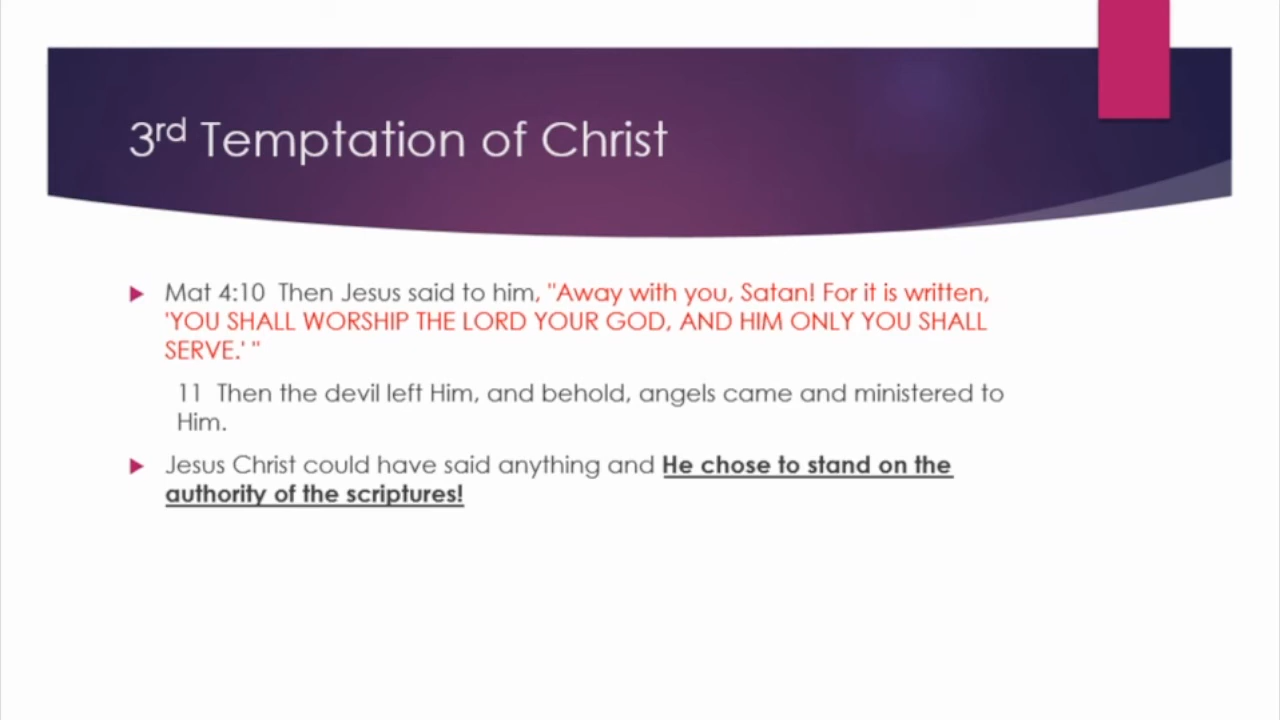 3rd Temptation of Christ
Mat 4:10 Then Jesus said to him, "Away with you, Satan! For it is written,
'YOU SHALL WORSHIP THE LORD YOUR GOD, AND HIM ONLY YOU SHALL
SERVE.' "
11 Then the devil left Him, and behold, angels came and ministered to
Him.
Jesus Christ could have said anything and He chose to stand on the
authority of the scriptures!